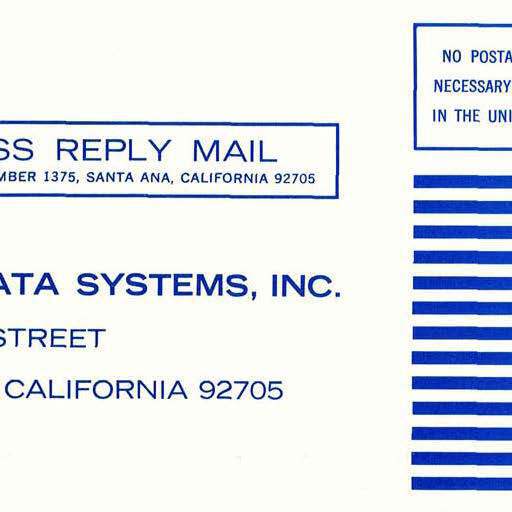 NO POSTA
NECESSARY
IN THE UNI
SS REPLY MAIL
MBER 1375, SANTA ANA, CALIFORNIA 92705
ATA SYSTEMS, INC.
STREET
CALIFORNIA 92705